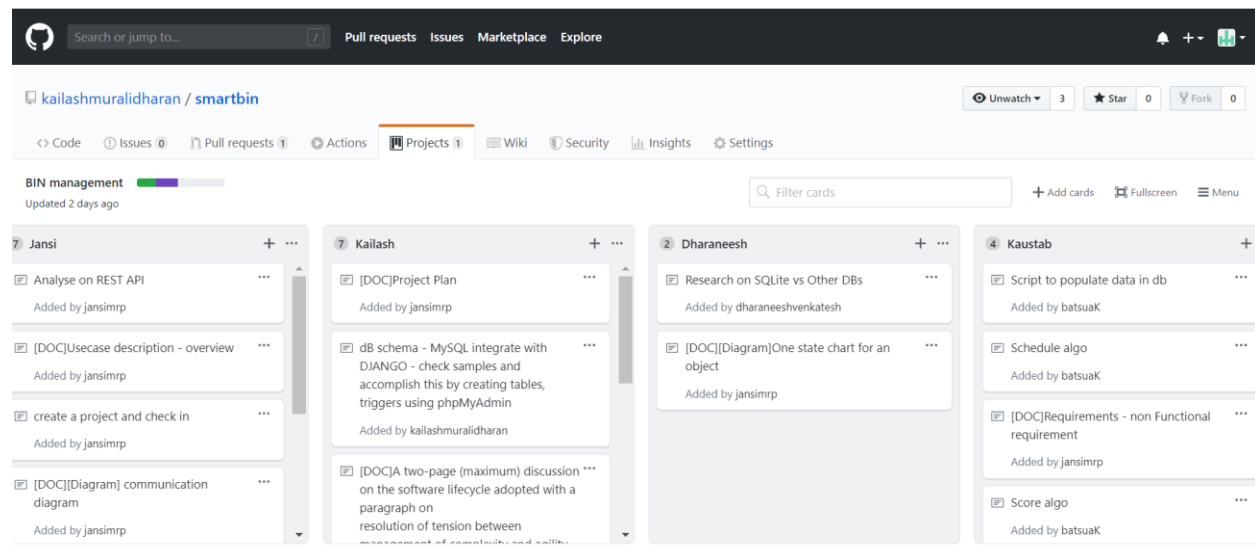 Search or jump to...
/
Pull requests Issues Marketplace Explore
kailashmuralidharan / smartbin
Unwatch 3 Star 0 Fork 0
<> Code Issues 0 Pull requests 1 Actions Projects 1 Wiki Security Insights Settings
BIN management
Updated 2 days ago
Filter cards
+ Add cards Fullscreen Menu
7 Jansi
Analyse on REST API
Added by jansimrp
[DOC]Usecase description - overview
Added by jansimrp
create a project and check in
Added by jansimrp
[DOC][Diagram] communication
diagram
Added by jansimrp
7 Kailash
[DOC]Project Plan
Added by jansimrp
dB schema - MySQL integrate with
DJANGO - check samples and
accomplish this by creating tables,
triggers using phpMyAdmin
Added by kailashmuralidharan
[DOC]A two-page (maximum) discussion
on the software lifecycle adopted with a
paragraph on
resolution of tension between
management of complexity and agility
2 Dharaneesh
Research on SQLite vs Other DBs
Added by dharaneeshvenkatesh
[DOC][Diagram]One state chart for an
object
Added by jansimrp
4 Kaustab
Script to populate data in db
Added by batsuaK
Schedule algo
Added by batsuaK
[DOC]Requirements - non Functional
requirement
Added by jansimrp
Score algo
Added by batsuaK